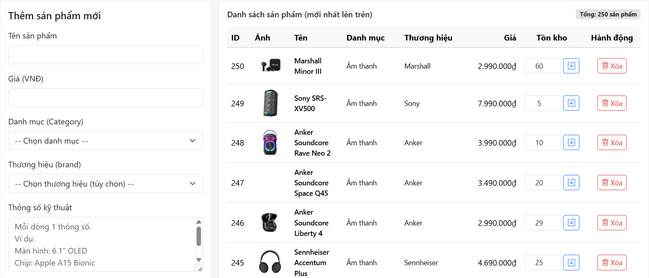 Thêm sản phẩm mới
Tên sản phẩm
Giá (VNĐ)
Danh mục (Category)
-- Chọn danh mục --
Thương hiệu (brand)
-- Chọn thương hiệu (tùy chọn) --
Thông số kỹ thuật
Mỗi dòng 1 thông số.
Ví dụ:
Màn hình: 6.1" OLED
Chip: Apple A15 Bionic
Danh sách sản phẩm (mới nhất lên trên)
Tổng: 250 sản phẩm
ID Ảnh Tên Danh mục Thương hiệu Giá Tồn kho Hành động
250 Marshall Minor III Âm thanh Marshall 2.990.000₫ 60 Xóa
249 Sony SRS-XV500 Âm thanh Sony 7.990.000₫ 5 Xóa
248 Anker Soundcore Rave Neo 2 Âm thanh Anker 3.990.000₫ 10 Xóa
247 Anker Soundcore Space Q45 Âm thanh Anker 3.490.000₫ 20 Xóa
246 Anker Soundcore Liberty 4 Âm thanh Anker 2.990.000₫ 29 Xóa
245 Sennheiser Accentum Plus Âm thanh Sennheiser 4.690.000₫ 25 Xóa